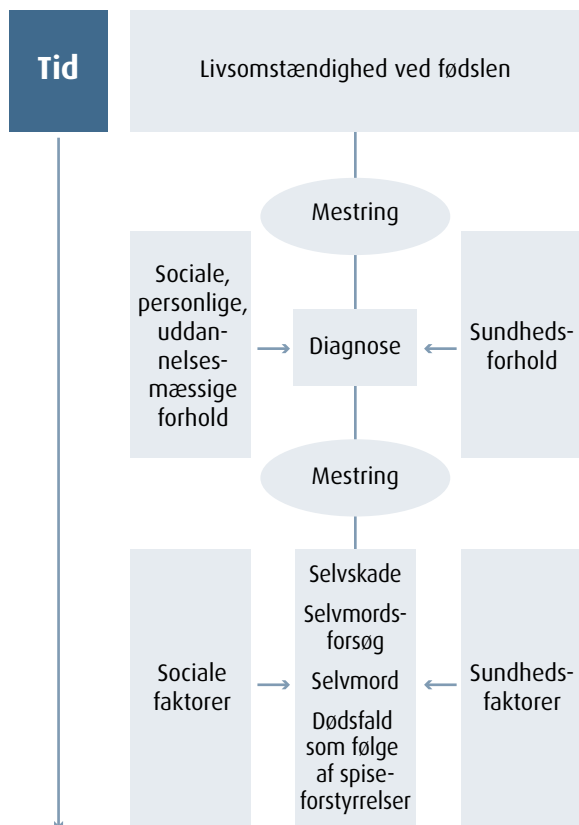 Tid
Livsomstændighed ved fødslen
Mestring
Sociale,
personlige,
uddan-
nelses-
mæssige
forhold
Diagnose
Sundheds-
forhold
Mestring
Sociale
faktorer
Selvskade
Selvmords-
forsøg
Selvmord
Dødsfald
som følge
af spise-
forstyrrelser
Sundheds-
faktorer